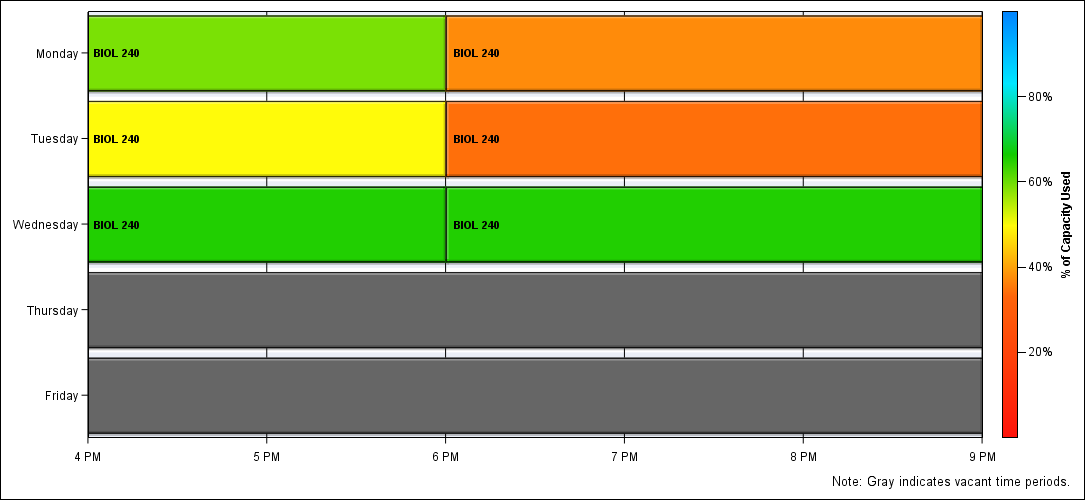 Monday
BIOL 240
BIOL 240
Tuesday
BIOL 240
BIOL 240
Wednesday
BIOL 240
BIOL 240
Thursday
Friday
4 PM
5 PM
6 PM
7 PM
8 PM
9 PM
80%
60%
40%
20%
% of Capacity Used
Note: Gray indicates vacant time periods.